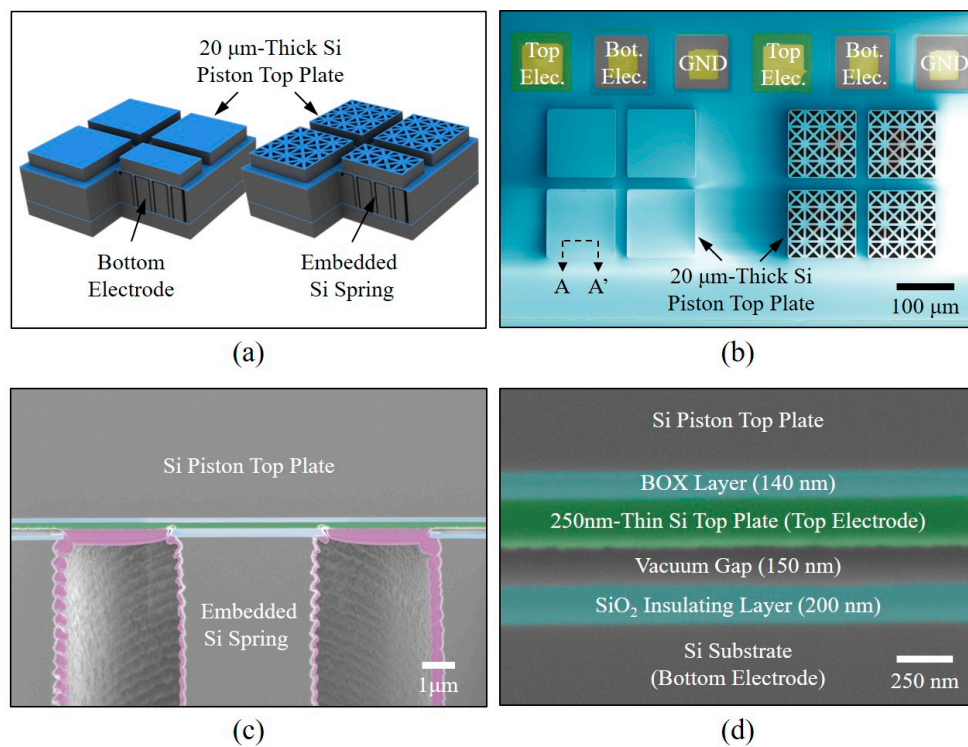 20 μm-Thick Si
Piston Top Plate
Bottom
Electrode
Embedded
Si Spring
(a)
Top
Elec.
Bot.
Elec.
GND
Top
Elec.
Bot.
Elec.
GND
A
A’
20 μm-Thick Si
Piston Top Plate
100 μm
(b)
Si Piston Top Plate
Embedded
Si Spring
1μm
(c)
Si Piston Top Plate
BOX Layer (140 nm)
250nm-Thin Si Top Plate (Top Electrode)
Vacuum Gap (150 nm)
SiO₂ Insulating Layer (200 nm)
Si Substrate
(Bottom Electrode)
250 nm
(d)